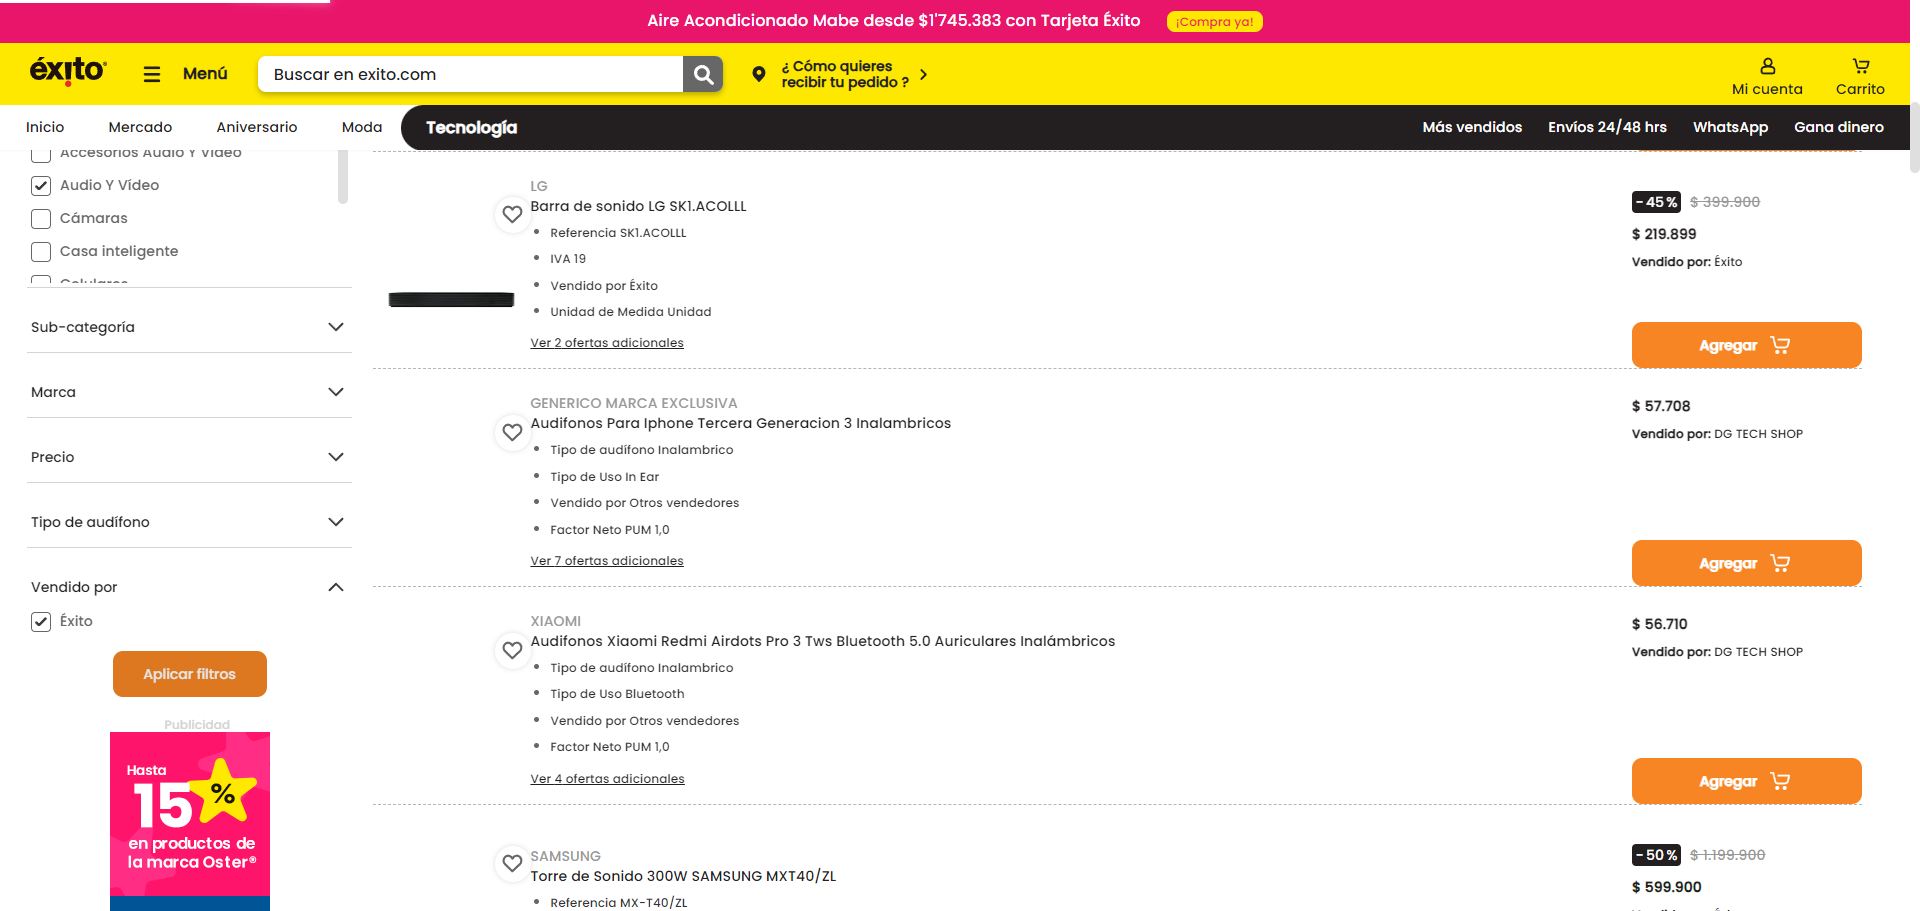 Aire Acondicionado Mabe desde $1'745.383 con Tarjeta Éxito
¡Compra ya!
éxito
Menú
Buscar en exito.com
¿ Cómo quieres
recibir tu pedido ?
Mi cuenta
Carrito
Inicio
Mercado
Aniversario
Moda
Tecnología
Más vendidos
Envíos 24/48 hrs
WhatsApp
Gana dinero
Accesorios Audio Y Video
Audio Y Vídeo
Cámaras
Casa inteligente
Celulares
Sub-categoría
Marca
Precio
Tipo de audífono
Vendido por
Éxito
Aplicar filtros
Publicidad
Hasta
15%
en productos de
la marca Oster®
LG
Barra de sonido LG SK1.ACOLLL
Referencia SK1.ACOLLL
IVA 19
Vendido por Éxito
Unidad de Medida Unidad
Ver 2 ofertas adicionales
-45% $ 399.900
$ 219.899
Vendido por: Éxito
Agregar
GENERICO MARCA EXCLUSIVA
Audifonos Para Iphone Tercera Generacion 3 Inalambricos
Tipo de audífono Inalambrico
Tipo de Uso In Ear
Vendido por Otros vendedores
Factor Neto PUM 1,0
Ver 7 ofertas adicionales
$ 57.708
Vendido por: DG TECH SHOP
Agregar
XIAOMI
Audifonos Xiaomi Redmi Airdots Pro 3 Tws Bluetooth 5.0 Auriculares Inalámbricos
Tipo de audífono Inalambrico
Tipo de Uso Bluetooth
Vendido por Otros vendedores
Factor Neto PUM 1,0
Ver 4 ofertas adicionales
$ 56.710
Vendido por: DG TECH SHOP
Agregar
SAMSUNG
Torre de Sonido 300W SAMSUNG MXT40/ZL
Referencia MX-T40/ZL
-50% $ 1.199.900
$ 599.900